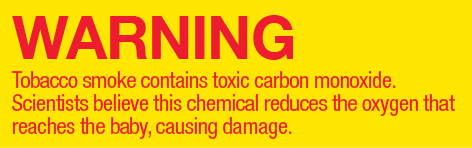 WARNING
Tobacco smoke contains toxic carbon monoxide.
Scientists believe this chemical reduces the oxygen that
reaches the baby, causing damage.